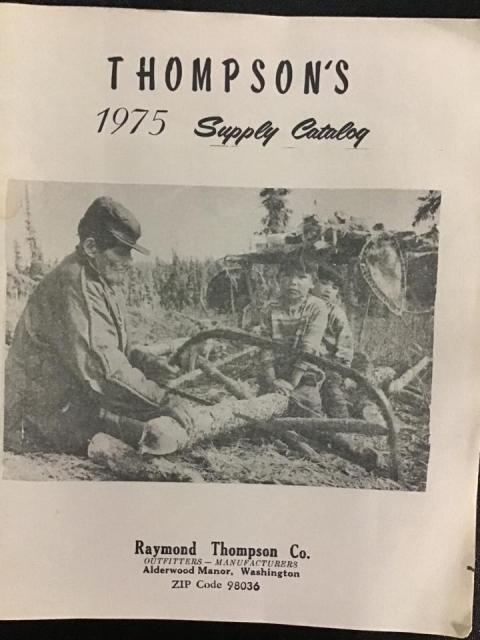 THOMPSON'S
1975 Supply Catalog
Raymond Thompson Co.
OUTFITTERS — MANUFACTURERS
Alderwood Manor, Washington
ZIP Code 98036